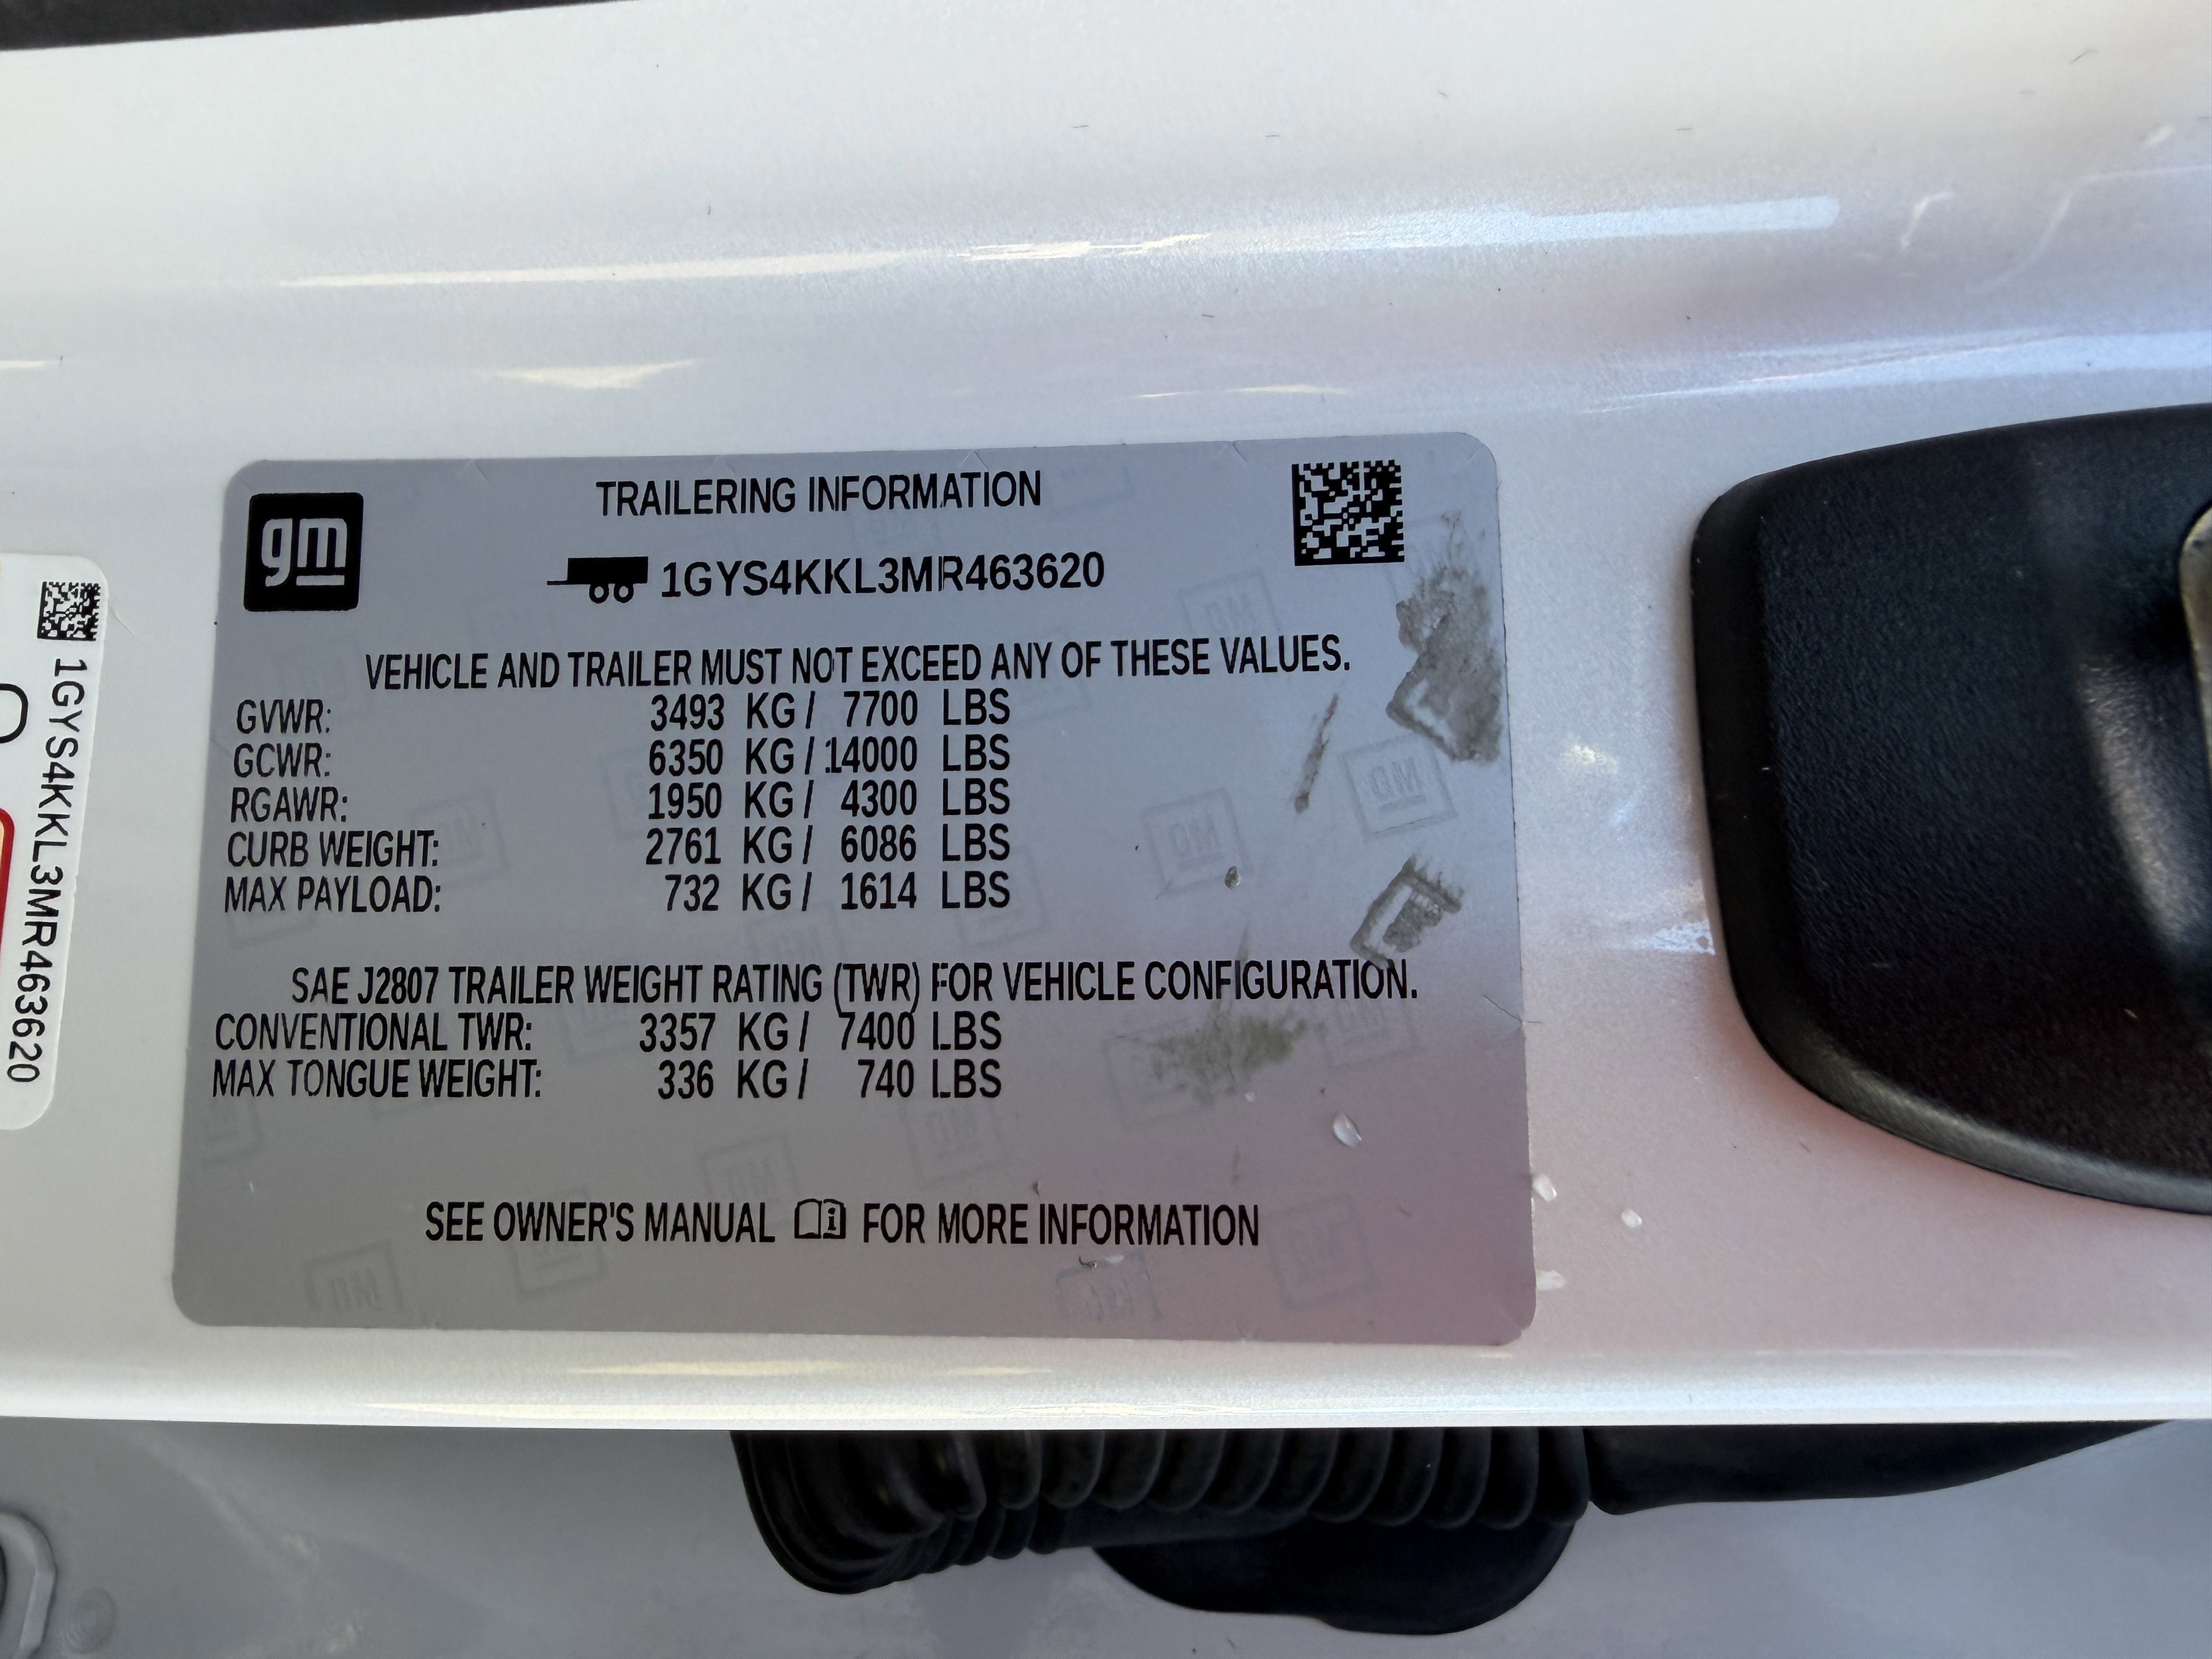 gm
TRAILERING INFORMATION
1GYS4KKL3MR463620
VEHICLE AND TRAILER MUST NOT EXCEED ANY OF THESE VALUES.
GVWR: 3493 KG / 7700 LBS
GCWR: 6350 KG / 14000 LBS
RGAWR: 1950 KG / 4300 LBS
CURB WEIGHT: 2761 KG / 6086 LBS
MAX PAYLOAD: 732 KG / 1614 LBS
SAE J2807 TRAILER WEIGHT RATING (TWR) FOR VEHICLE CONFIGURATION.
CONVENTIONAL TWR: 3357 KG / 7400 LBS
MAX TONGUE WEIGHT: 336 KG / 740 LBS
SEE OWNER'S MANUAL FOR MORE INFORMATION
1GYS4KKL3MR463620